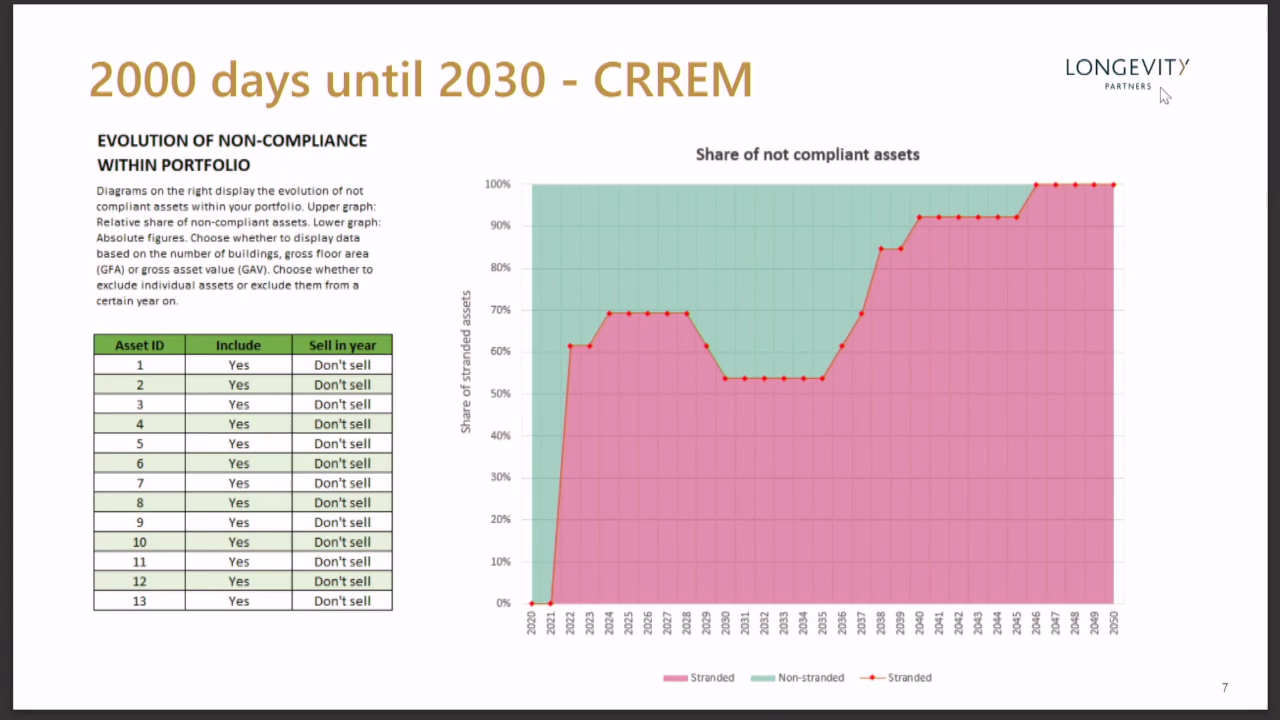 2000 days until 2030 - CRREM
LONGEVITY
PARTNERS
EVOLUTION OF NON-COMPLIANCE
WITHIN PORTFOLIO
Diagrams on the right display the evolution of not
compliant assets within your portfolio. Upper graph:
Relative share of non-compliant assets. Lower graph:
Absolute figures. Choose whether to display data
based on the number of buildings, gross floor area
(GFA) or gross asset value (GAV). Choose whether to
exclude individual assets or exclude them from a
certain year on.
Asset ID Include Sell in year
1 Yes Don't sell
2 Yes Don't sell
3 Yes Don't sell
4 Yes Don't sell
5 Yes Don't sell
6 Yes Don't sell
7 Yes Don't sell
8 Yes Don't sell
9 Yes Don't sell
10 Yes Don't sell
11 Yes Don't sell
12 Yes Don't sell
13 Yes Don't sell
Share of not compliant assets
Share of stranded assets
100%
90%
80%
70%
60%
50%
40%
30%
20%
10%
0%
2020 2021 2022 2023 2024 2025 2026 2027 2028 2029 2030 2031 2032 2033 2034 2035 2036 2037 2038 2039 2040 2041 2042 2043 2044 2045 2046 2047 2048 2049 2050
Stranded Non-stranded Stranded
7